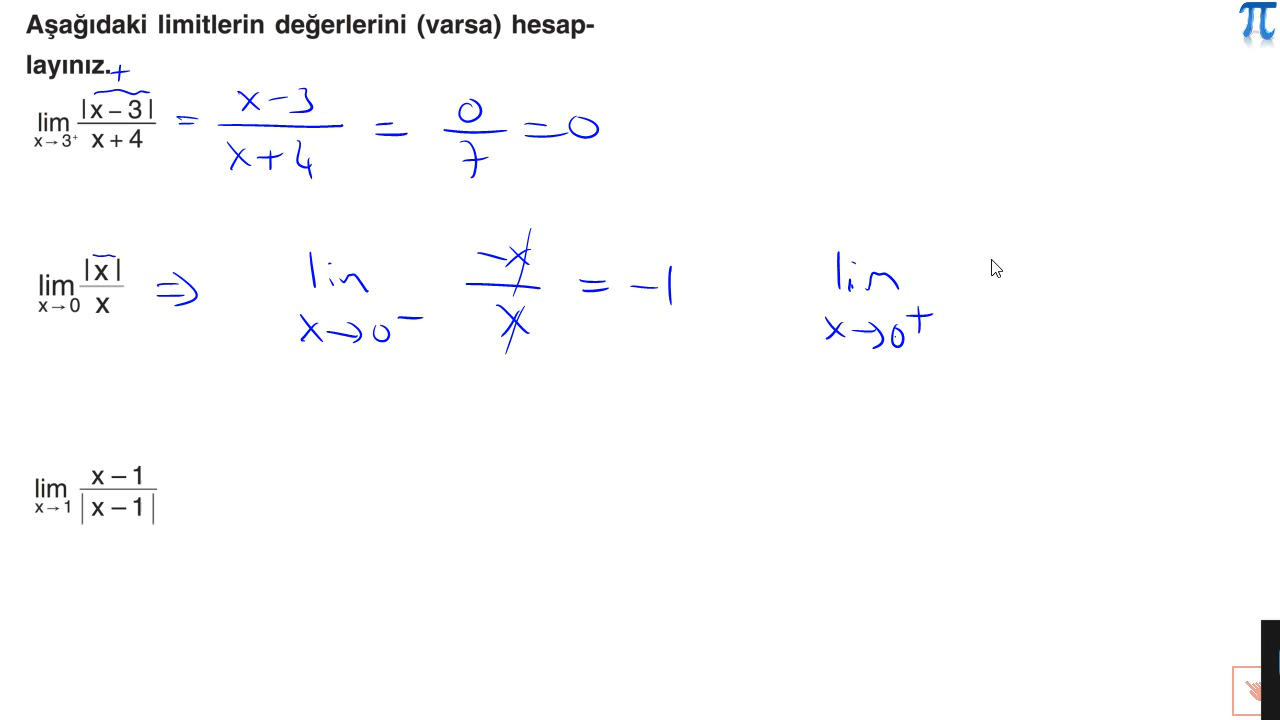 Aşağıdaki limitlerin değerlerini (varsa) hesap-
layınız.
+
lim x→3⁺ |x – 3| / x + 4 = x – 3 / x + 4 = 0 / 7 = 0
lim x→0 |x| / x ⇒ lim x→0⁻ –x / x = –1 lim x→0⁺
lim x→1 x – 1 / |x – 1|
π